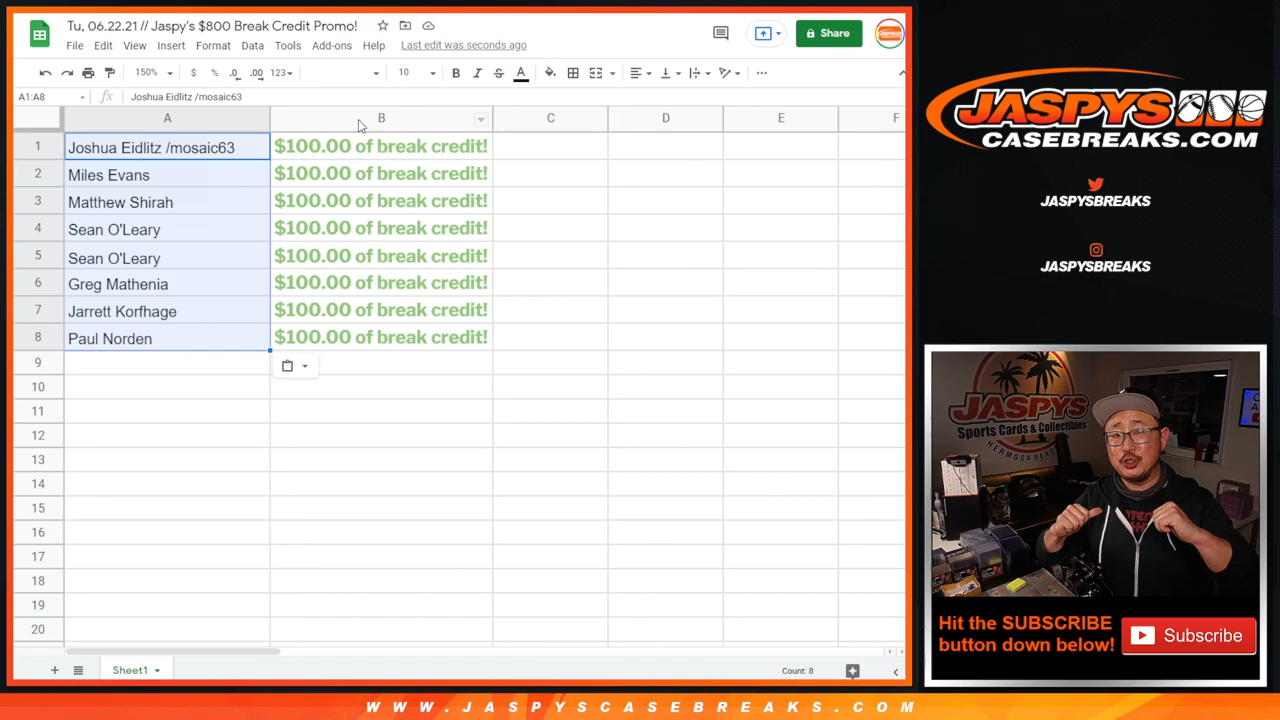 Tu, 06.22.21 // Jaspy's $800 Break Credit Promo!
File Edit View Insert Format Data Tools Add-ons Help Last edit was seconds ago
Share
150% $ % .0 .00 123 10 B I S A
A1:A8 fx Joshua Eidlitz /mosaic63
A B C D E F
1 Joshua Eidlitz /mosaic63 $100.00 of break credit!
2 Miles Evans $100.00 of break credit!
3 Matthew Shirah $100.00 of break credit!
4 Sean O'Leary $100.00 of break credit!
5 Sean O'Leary $100.00 of break credit!
6 Greg Mathenia $100.00 of break credit!
7 Jarrett Korfhage $100.00 of break credit!
8 Paul Norden $100.00 of break credit!
9
10
11
12
13
14
15
16
17
18
19
20
Sheet1
Count: 8
JASPYS
CASEBREAKS.COM
JASPYSBREAKS
JASPYSBREAKS
JASPYS
Sports Cards & Collectibles
HERMOSA BEACH
Hit the SUBSCRIBE
button down below!
Subscribe
WWW.JASPYSCASEBREAKS.COM